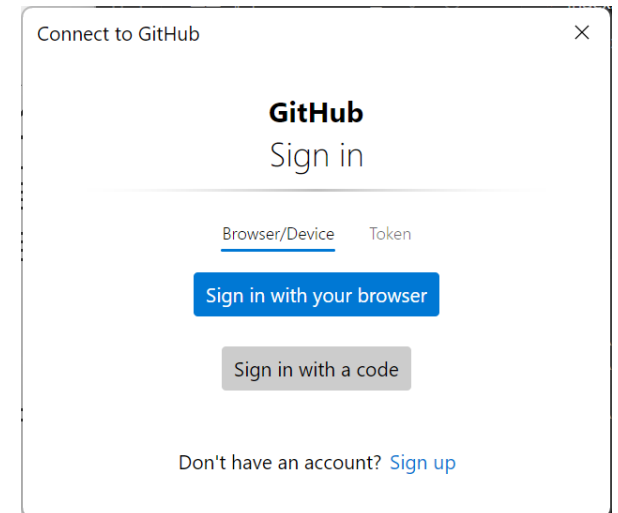 Connect to GitHub
GitHub
Sign in
Browser/Device Token
Sign in with your browser
Sign in with a code
Don't have an account? Sign up